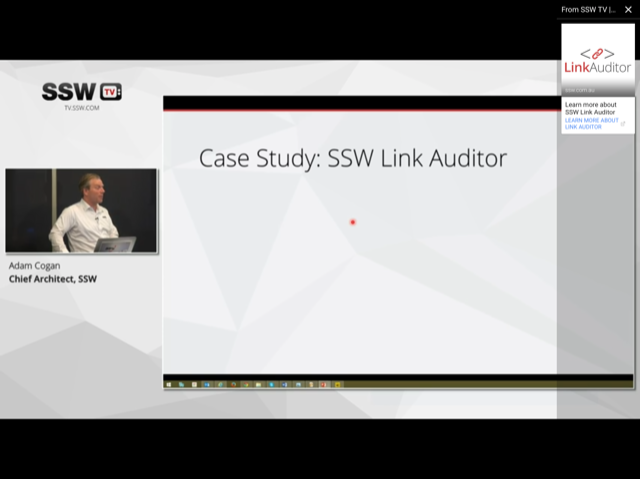 From SSW TV |...
LinkAuditor
ssw.com.au
Learn more about
SSW Link Auditor
LEARN MORE ABOUT
LINK AUDITOR
SSW TV
TV.SSW.COM
Case Study: SSW Link Auditor
Adam Cogan
Chief Architect, SSW